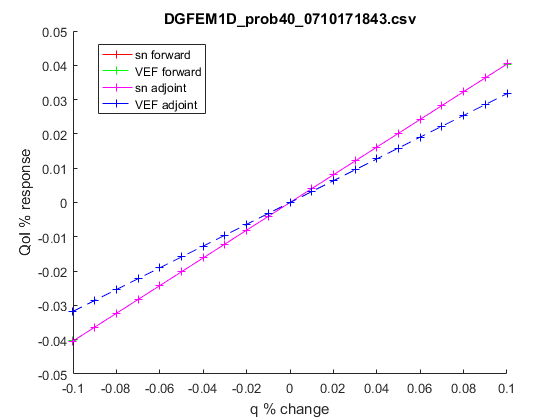 DGFEM1D_prob40_0710171843.csv
sn forward
VEF forward
sn adjoint
VEF adjoint
QoI % response
0.05
0.04
0.03
0.02
0.01
0
-0.01
-0.02
-0.03
-0.04
-0.05
-0.1 -0.08 -0.06 -0.04 -0.02 0 0.02 0.04 0.06 0.08 0.1
q % change